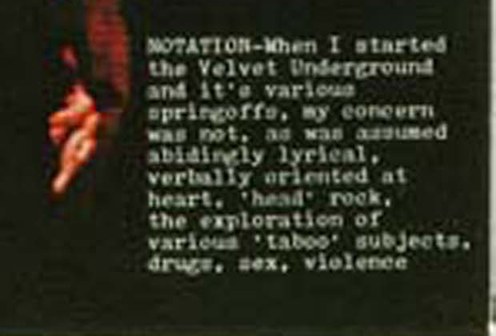 NOTATION-When I started
the Velvet Underground
and it's various
springoffs, my concern
was not, as was assumed
abidingly lyrical,
verbally oriented at
heart, 'head' rock,
the exploration of
various 'taboo' subjects,
drugs, sex, violence